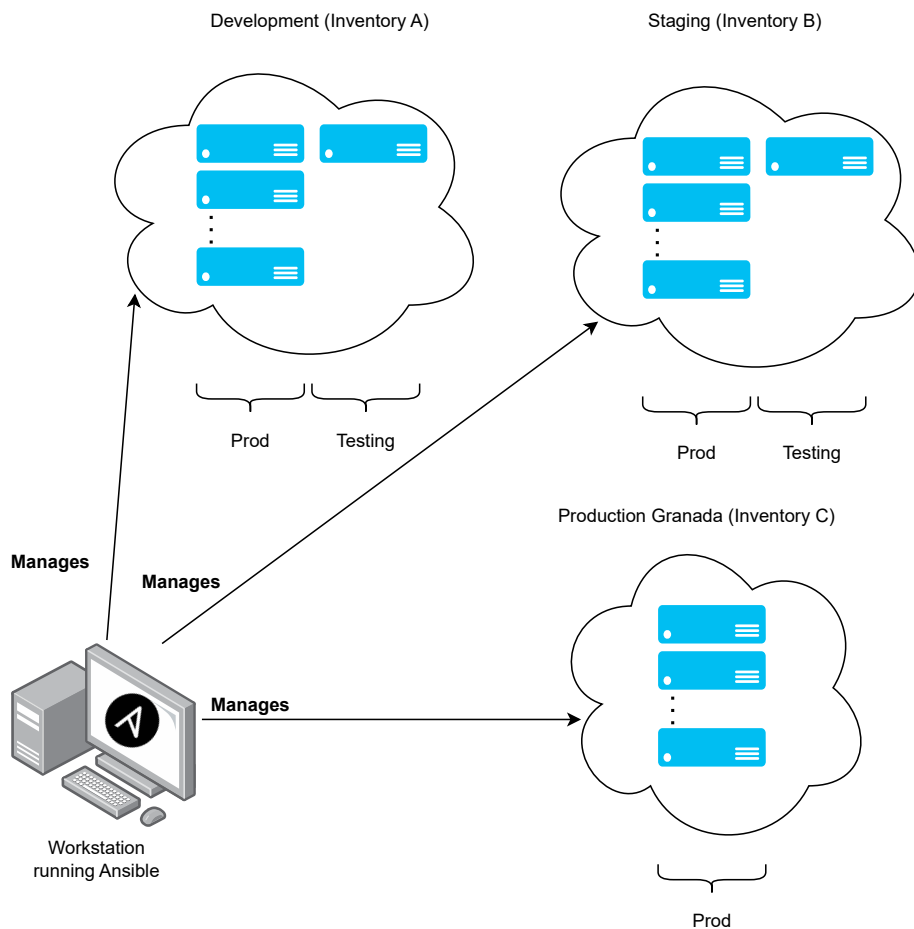 Development (Inventory A)
Staging (Inventory B)
Prod
Testing
Prod
Testing
Production Granada (Inventory C)
Manages
Manages
Manages
Workstation
running Ansible
Prod